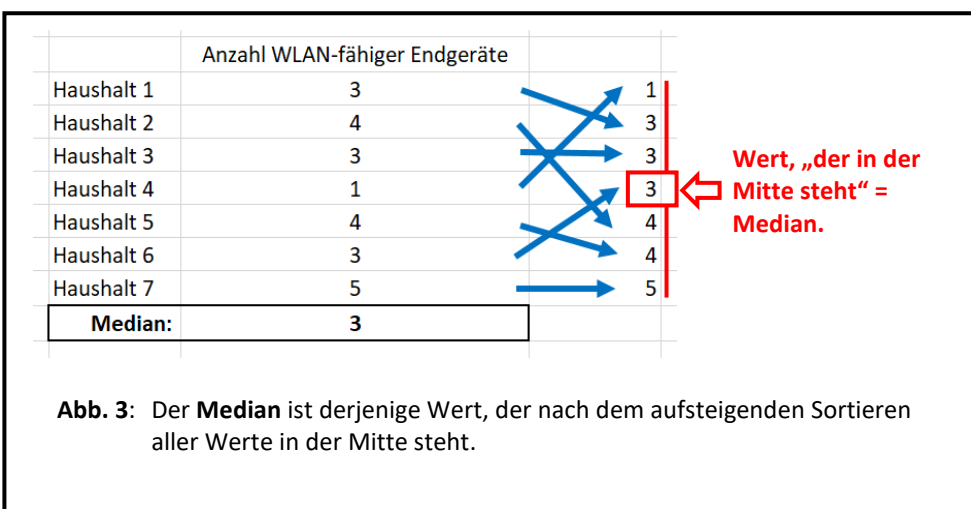 Anzahl WLAN-fähiger Endgeräte
Haushalt 1 3 1
Haushalt 2 4 3
Haushalt 3 3 3
Haushalt 4 1 3
Haushalt 5 4 4
Haushalt 6 3 4
Haushalt 7 5 5
Median: 3
Wert, „der in der
Mitte steht“ =
Median.
Abb. 3: Der Median ist derjenige Wert, der nach dem aufsteigenden Sortieren
aller Werte in der Mitte steht.